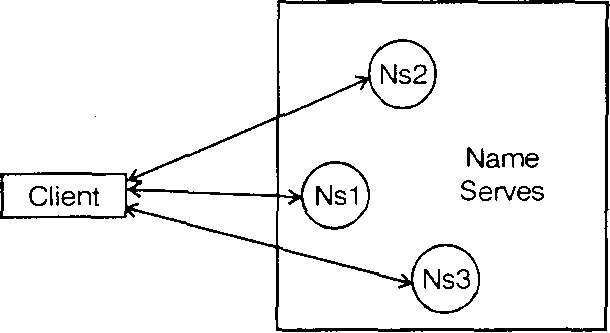 Ns2
Name
Serves
Client
Ns1
Ns3